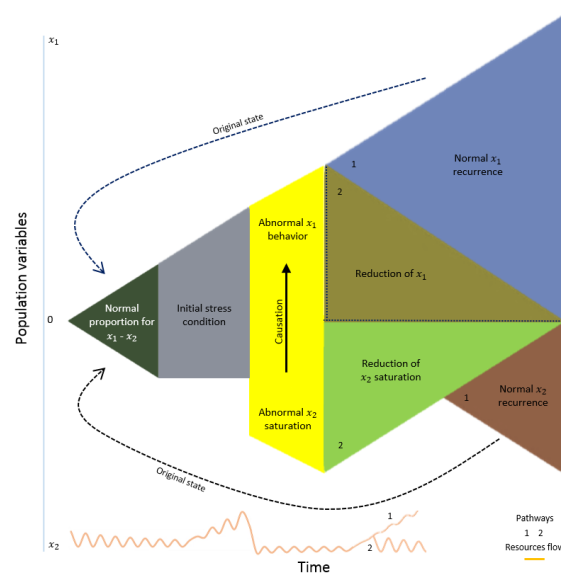 x₁
Original state
1
Normal x₁
recurrence
2
Abnormal x₁
behavior
Population variables
Reduction of x₁
0
Normal
proportion for
x₁ - x₂
Initial stress
condition
Causation
Reduction of
x₂ saturation
1
Normal x₂
recurrence
Abnormal x₂
saturation
2
Original state
1
2
x₂
Time
Pathways
1 2
Resources flow